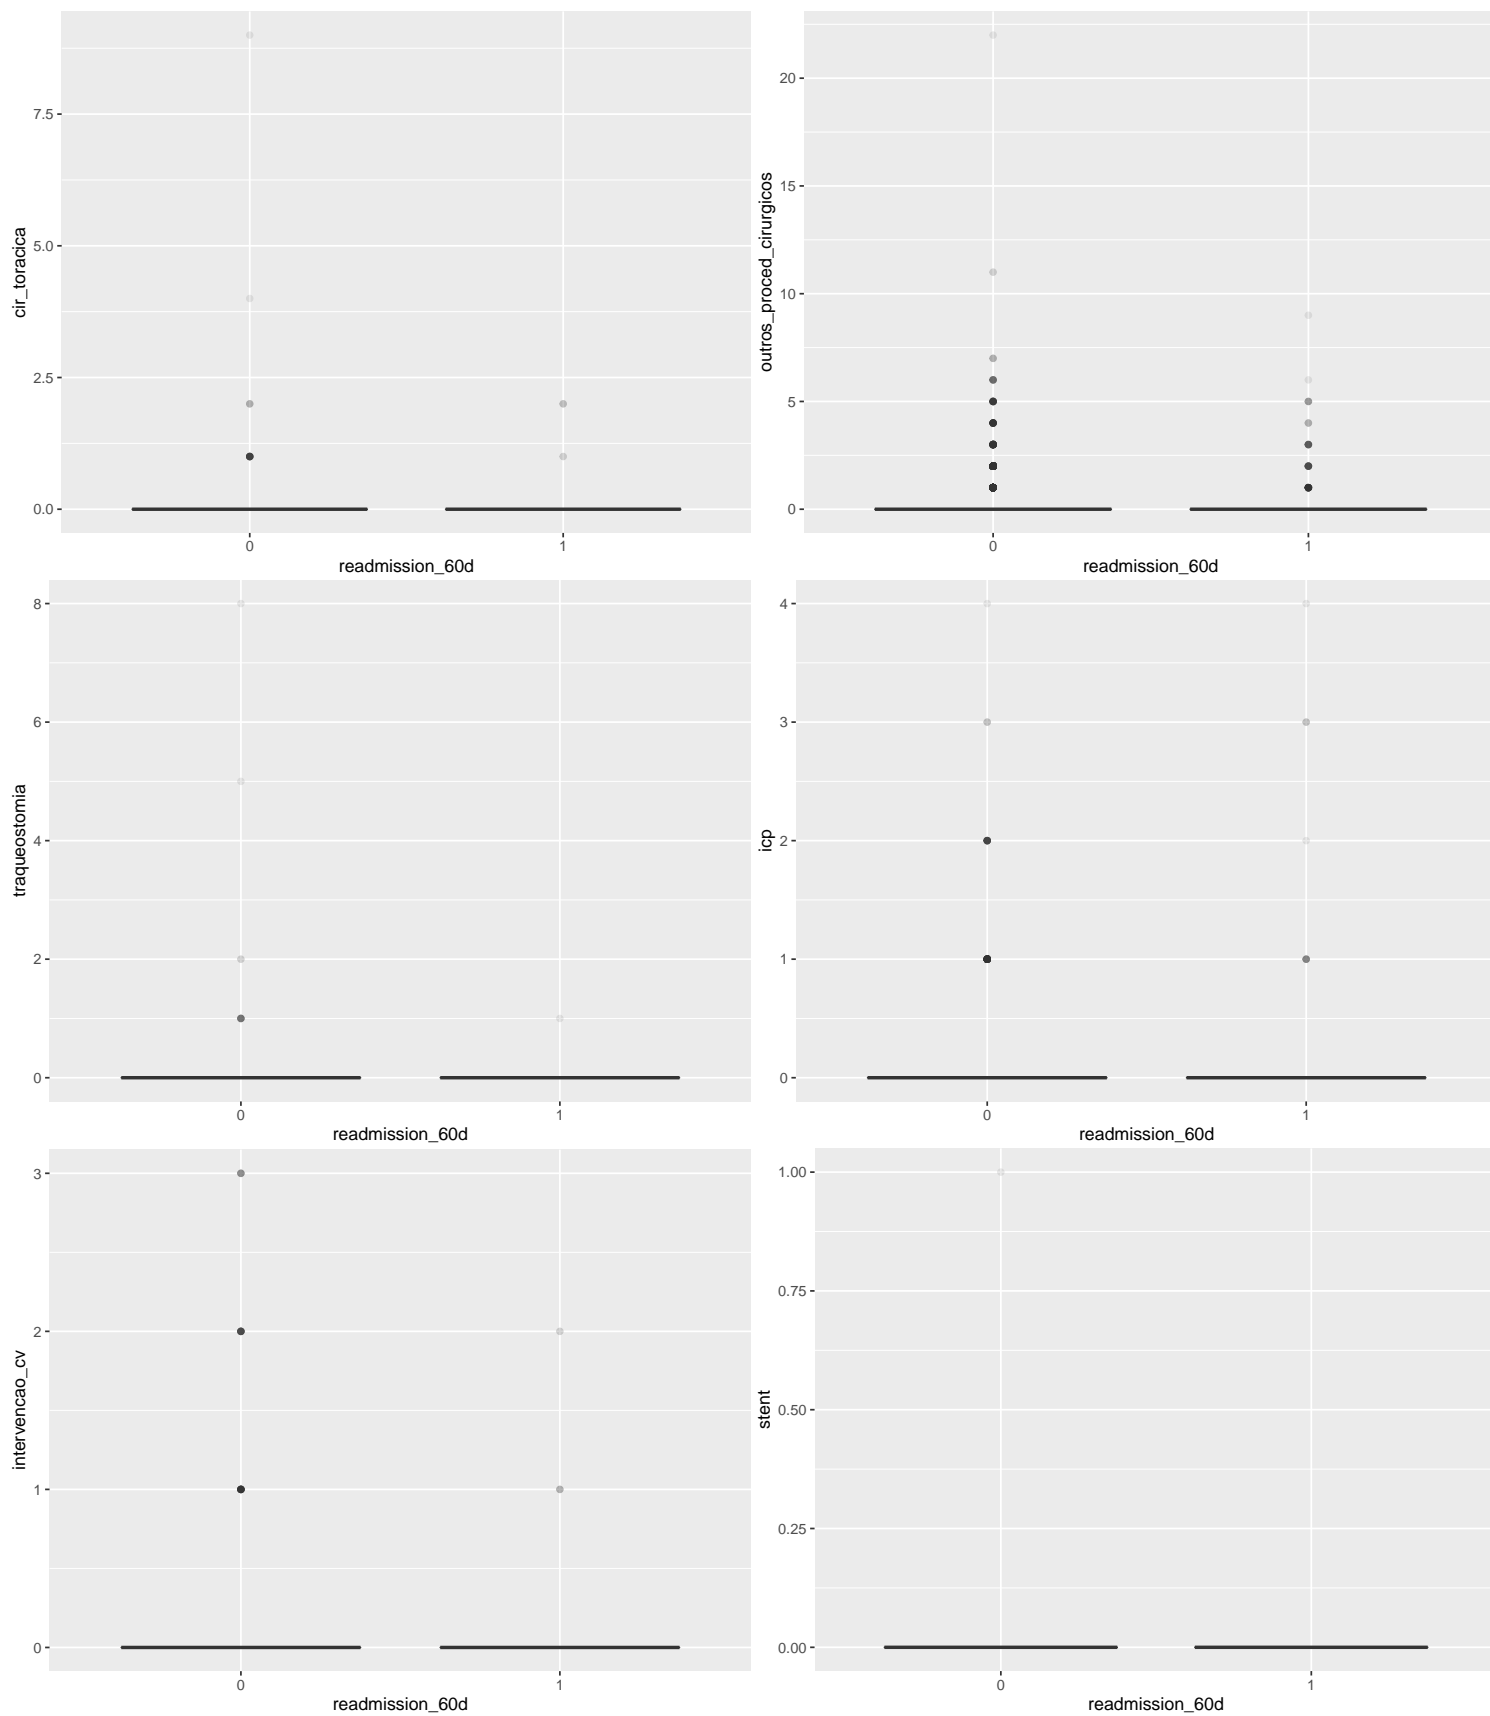 cir_toracica
7.5
5.0
2.5
0.0
0 1
readmission_60d
outros_proced_cirurgicos
20
15
10
5
0
0 1
readmission_60d
traqueostomia
8
6
4
2
0
0 1
readmission_60d
icp
4
3
2
1
0
0 1
readmission_60d
intervencao_cv
3
2
1
0
0 1
readmission_60d
stent
1.00
0.75
0.50
0.25
0.00
0 1
readmission_60d